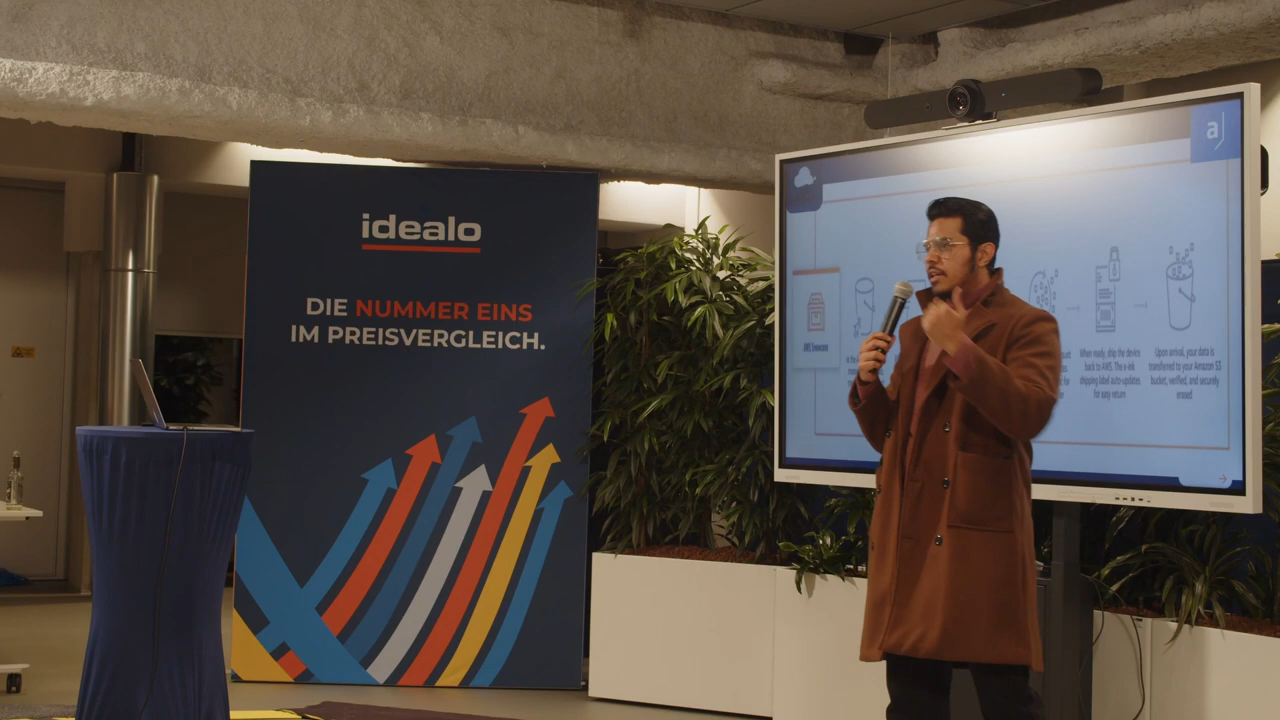 idealo
DIE NUMMER EINS
IM PREISVERGLEICH.
a
AWS Snowcone
in the
When ready, ship the device
back to AWS. The e-ink
shipping label auto-updates
for easy return
Upon arrival, your data is
transferred to your Amazon S3
bucket, verified, and securely
erased